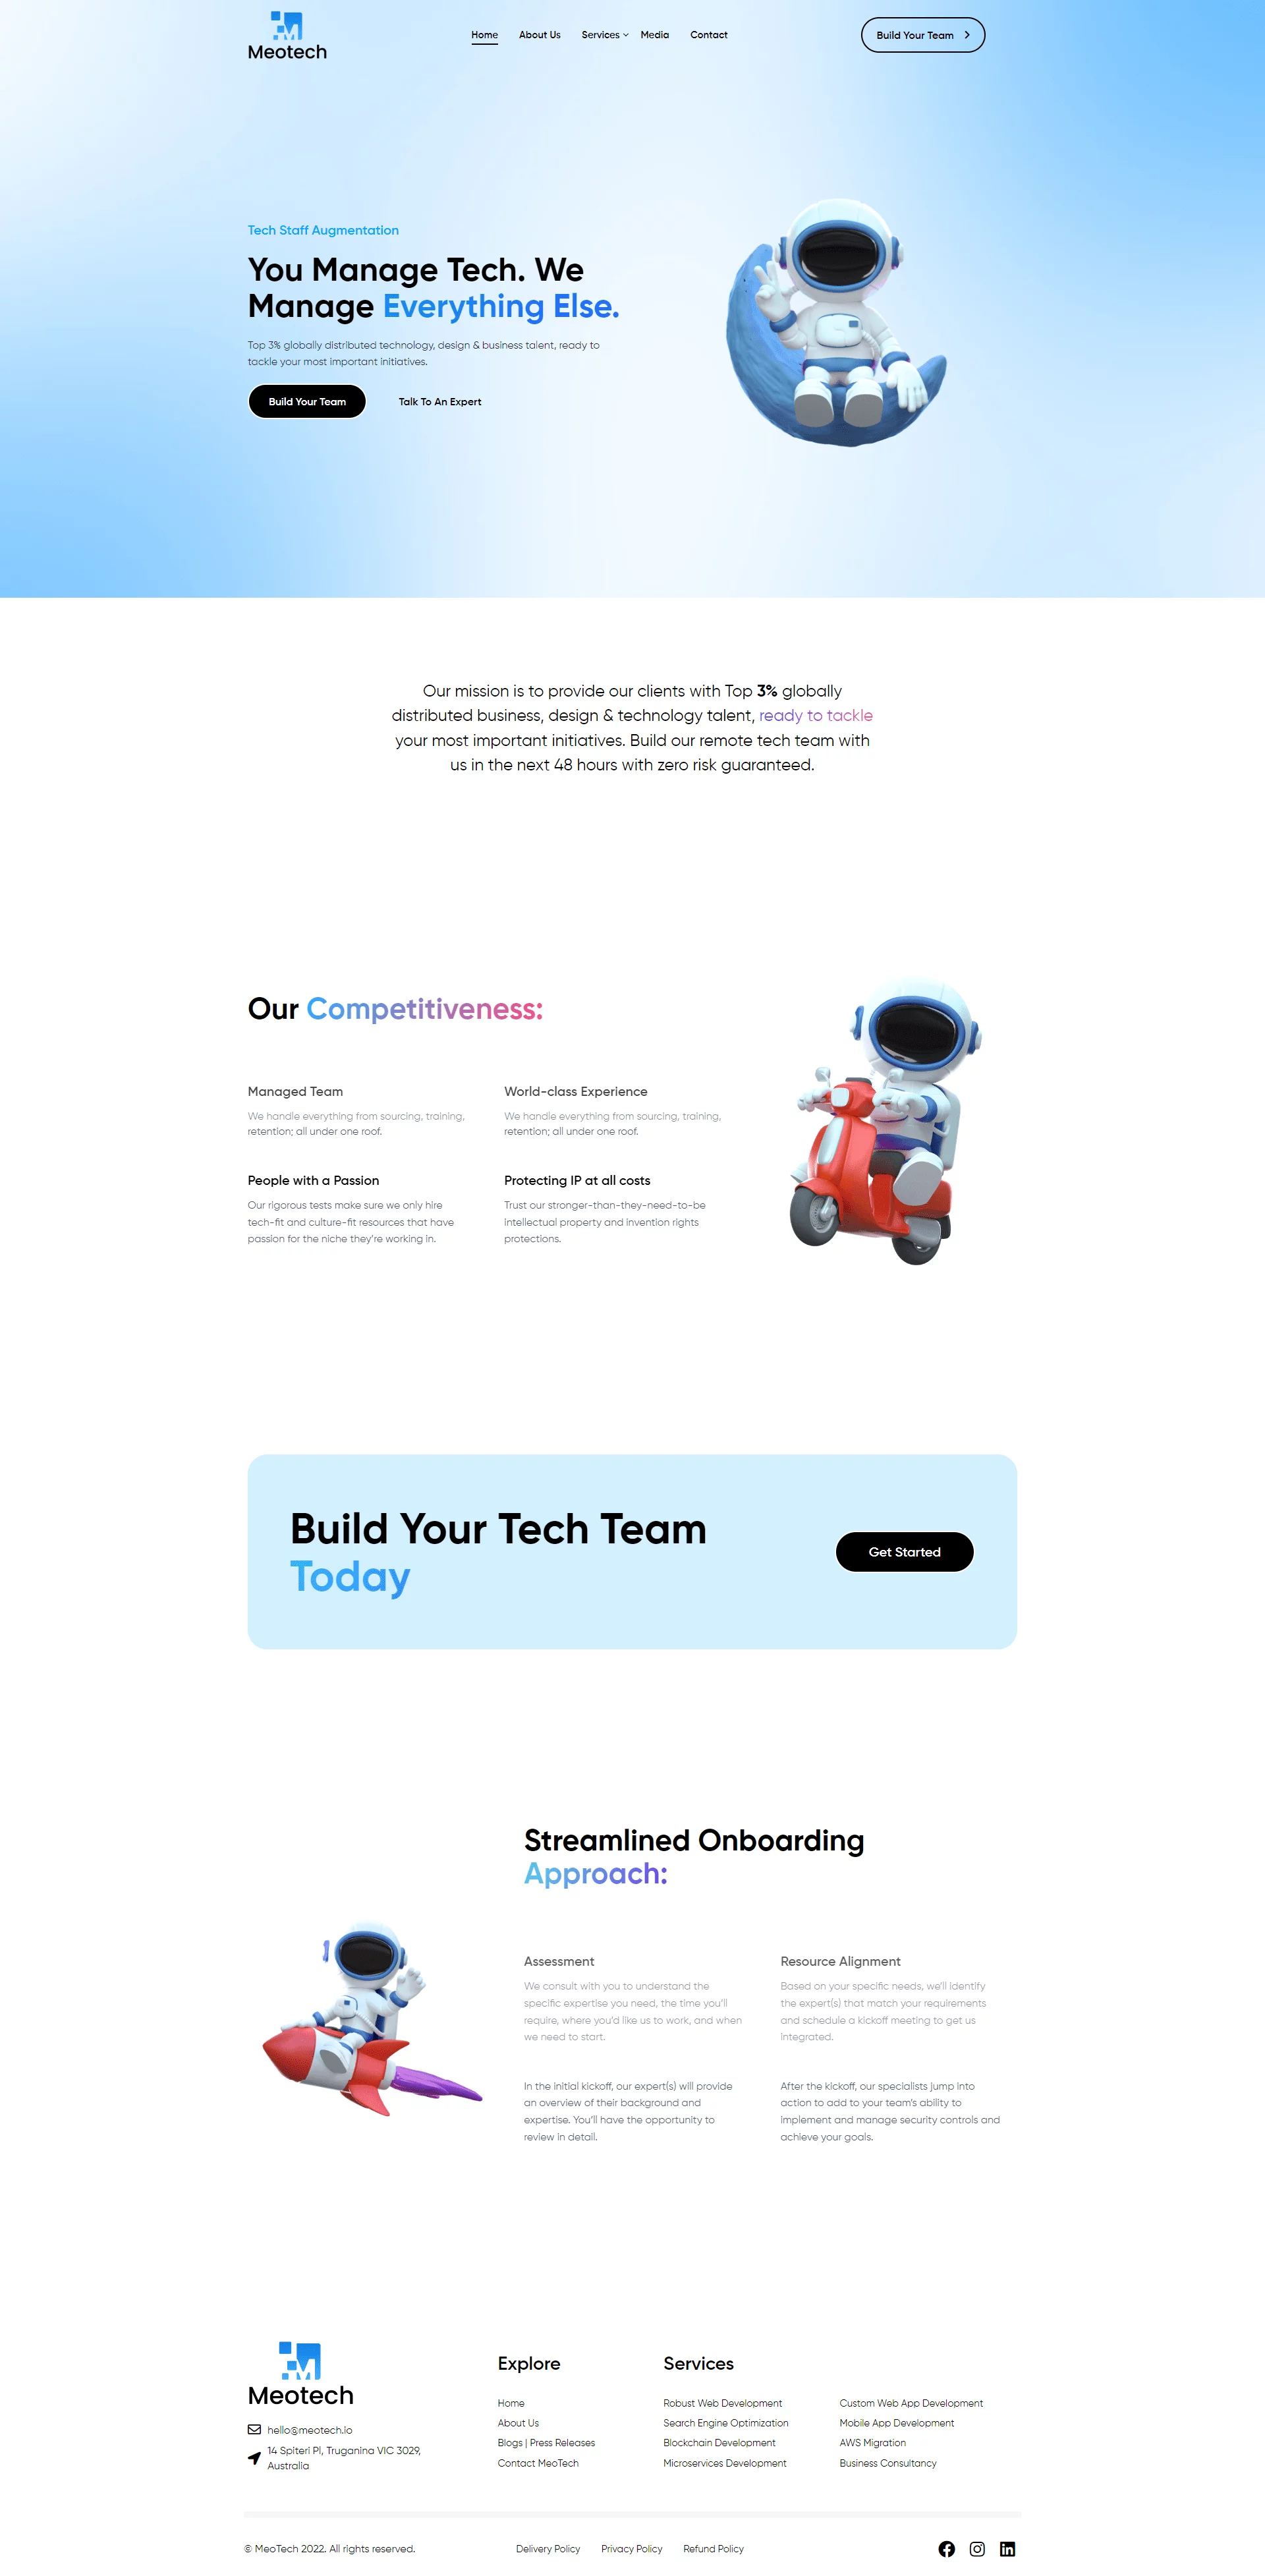 Meotech
Home
About Us
Services
Media
Contact
Build Your Team
Tech Staff Augmentation
You Manage Tech. We
Manage Everything Else.
Top 3% globally distributed technology, design & business talent, ready to
tackle your most important initiatives.
Build Your Team
Talk To An Expert
Our mission is to provide our clients with Top 3% globally
distributed business, design & technology talent, ready to tackle
your most important initiatives. Build our remote tech team with
us in the next 48 hours with zero risk guaranteed.
Our Competitiveness:
Managed Team
We handle everything from sourcing, training,
retention; all under one roof.
World-class Experience
We handle everything from sourcing, training,
retention; all under one roof.
People with a Passion
Our rigorous tests make sure we only hire
tech-fit and culture-fit resources that have
passion for the niche they're working in.
Protecting IP at all costs
Trust our stronger-than-they-need-to-be
intellectual property and invention rights
protections.
Build Your Tech Team
Today
Get Started
Streamlined Onboarding
Approach:
Assessment
We consult with you to understand the
specific expertise you need, the time you'll
require, where you'd like us to work, and when
we need to start.
Resource Alignment
Based on your specific needs, we'll identify
the expert(s) that match your requirements
and schedule a kickoff meeting to get us
integrated.
In the initial kickoff, our expert(s) will provide
an overview of their background and
expertise. You'll have the opportunity to
review in detail.
After the kickoff, our specialists jump into
action to add to your team's ability to
implement and manage security controls and
achieve your goals.
Meotech
hello@meotech.io
14 Spiteri Pl, Truganina VIC 3029,
Australia
Explore
Home
About Us
Blogs | Press Releases
Contact MeoTech
Services
Robust Web Development
Search Engine Optimization
Blockchain Development
Microservices Development
Custom Web App Development
Mobile App Development
AWS Migration
Business Consultancy
© MeoTech 2022. All rights reserved.
Delivery Policy
Privacy Policy
Refund Policy